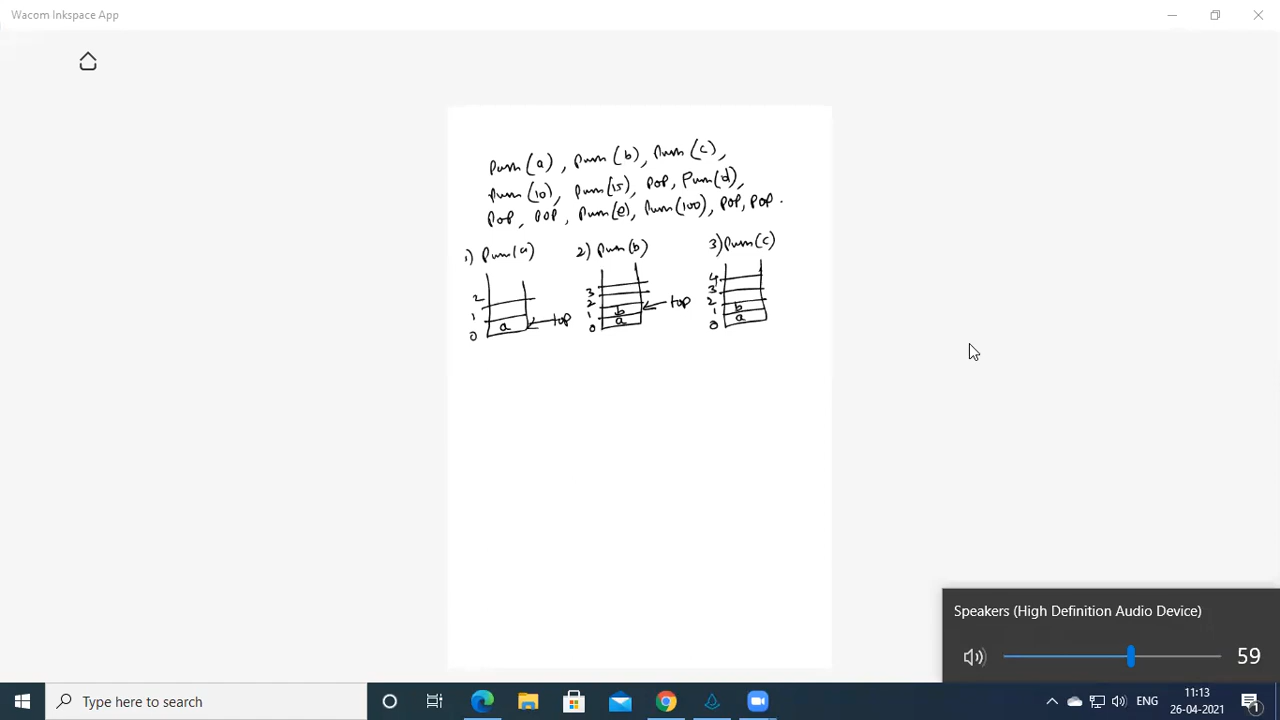 Wacom Inkspace App
Push(a), Push(b), Push(c),
Push(10), Push(15), POP, Push(d),
POP, POP, Push(e), Push(100), POP, POP.
1) Push(a) 2) Push(b) 3) Push(c)
2 3 4
1 2 3
0 1 2
a 0 1
top b 0
a b
top a
Speakers (High Definition Audio Device)
59
Type here to search
ENG
11:13
26-04-2021
1